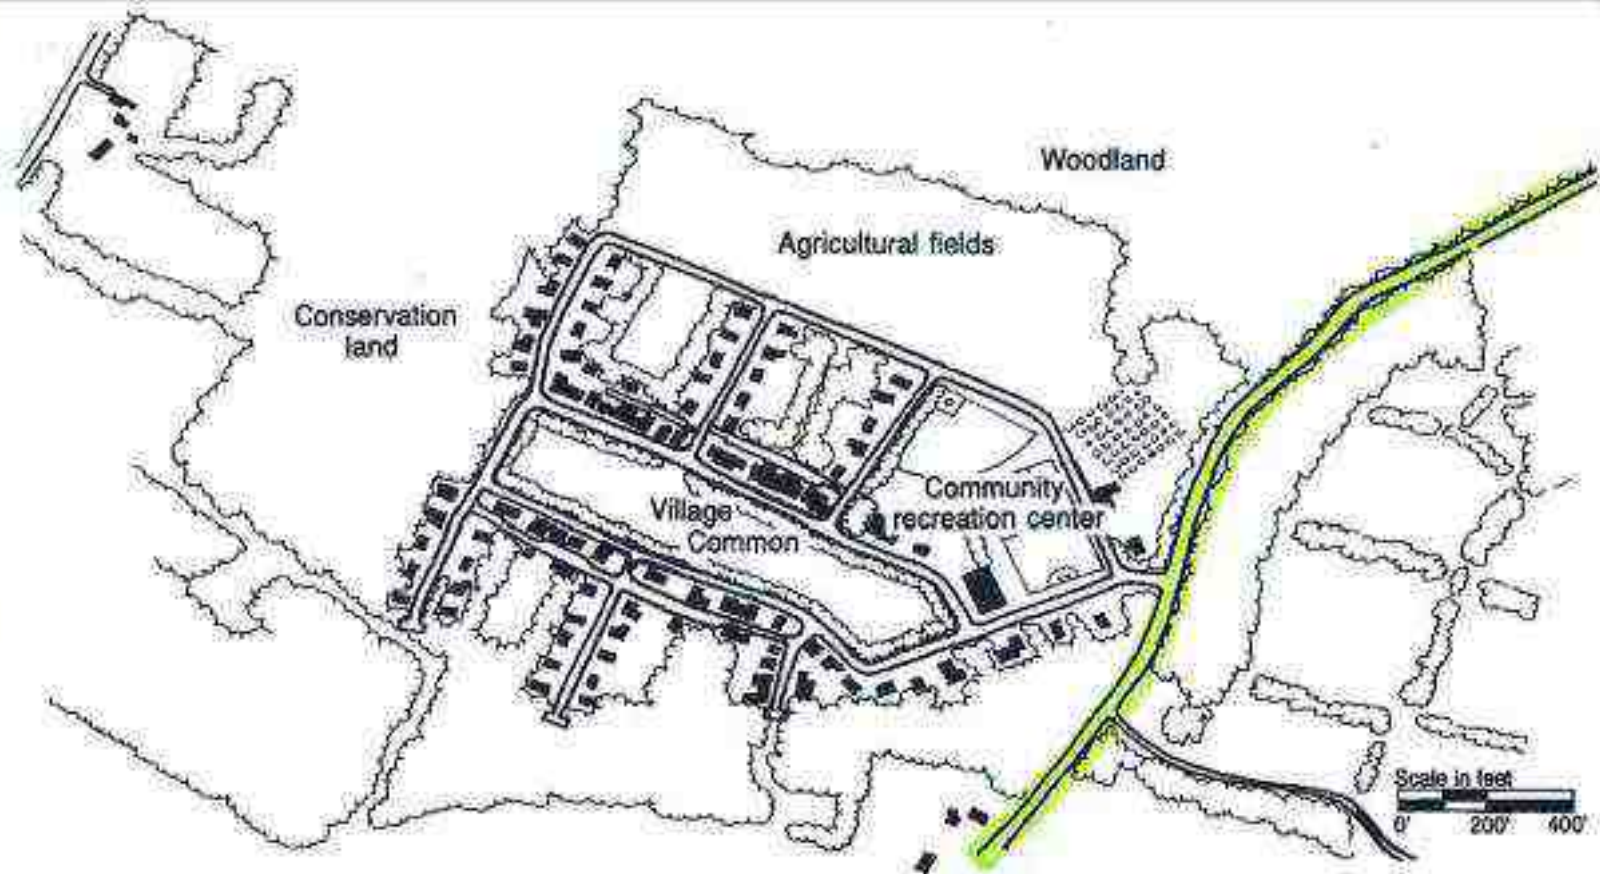 Woodland
Agricultural fields
Conservation
land
Community
recreation center
Village
Common
Scale in feet
0' 200' 400'